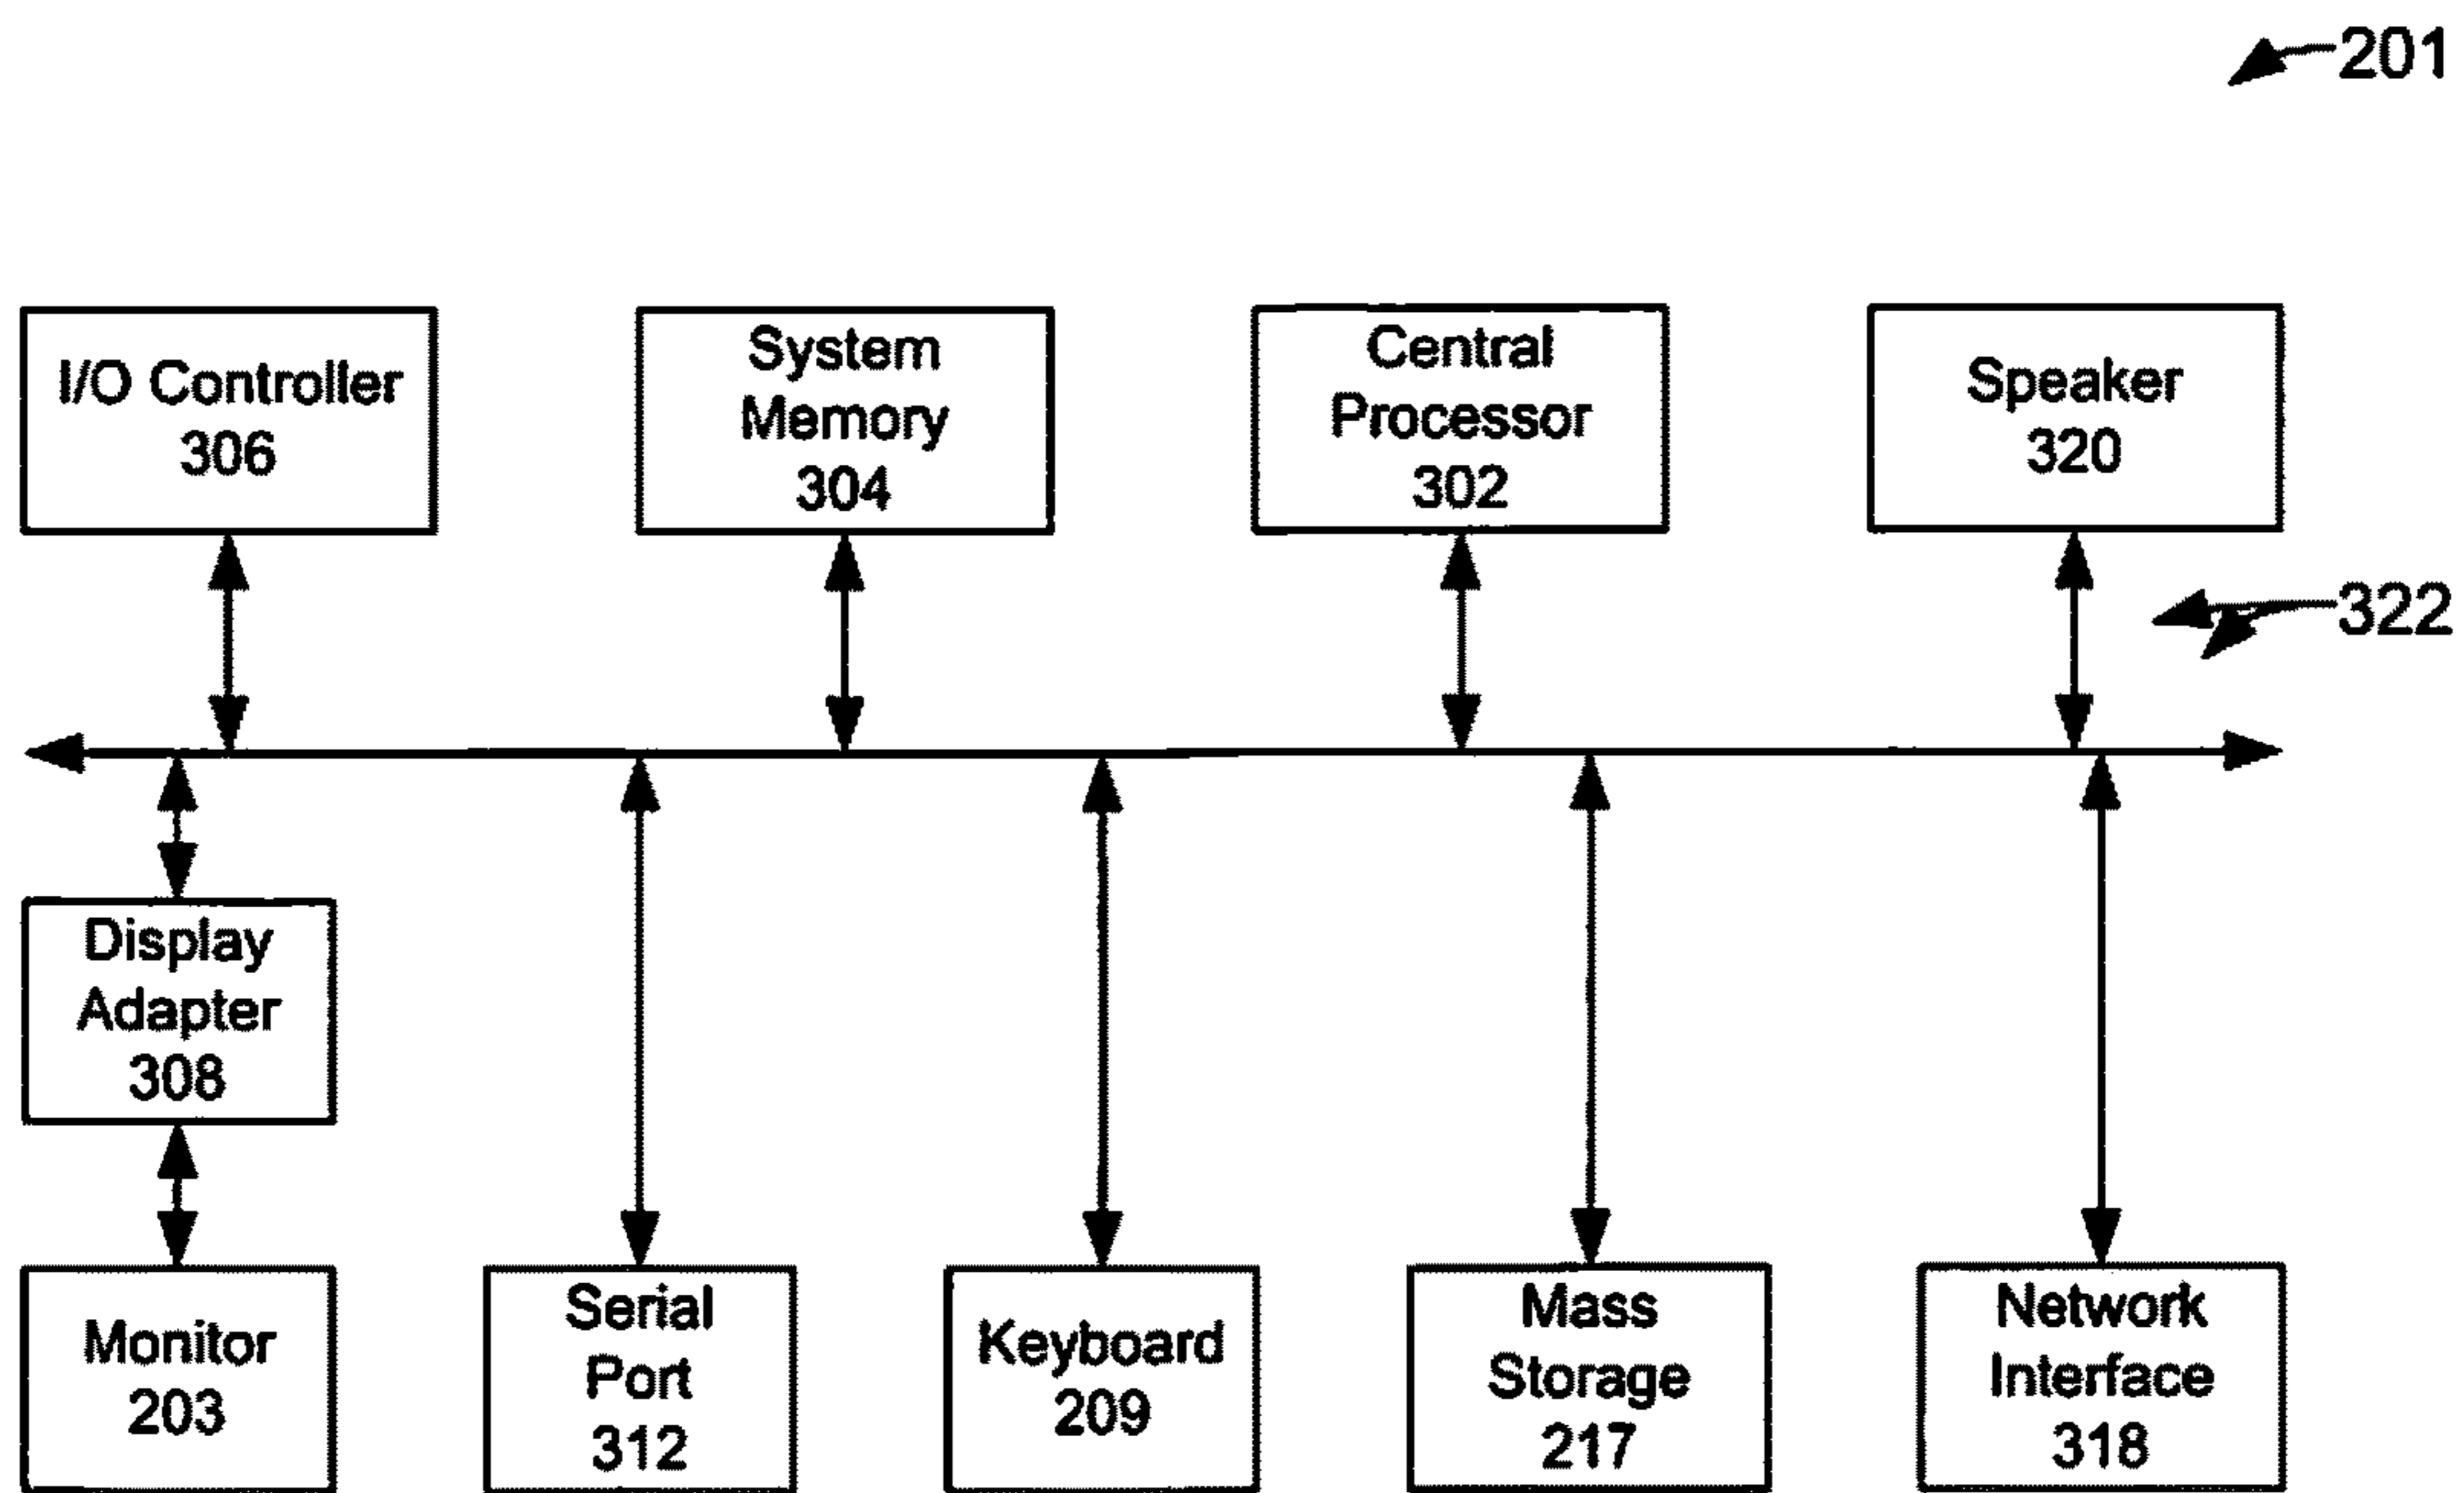 201
I/O Controller
306
System
Memory
304
Central
Processor
302
Speaker
320
322
Display
Adapter
308
Monitor
203
Serial
Port
312
Keyboard
209
Mass
Storage
217
Network
Interface
318